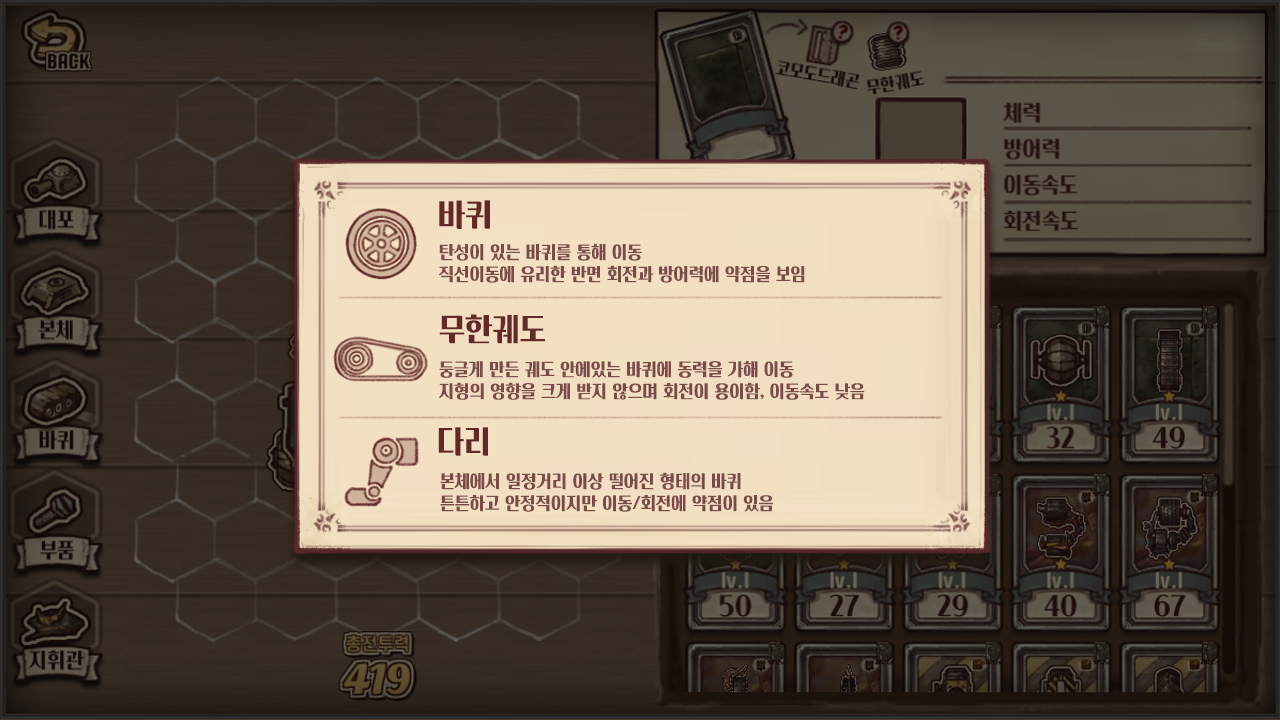 BACK
D
?
?
코모도드래곤
무한궤도
체력
방어력
이동속도
회전속도
대포
본체
바퀴
부품
지휘관
바퀴
탄성이 있는 바퀴를 통해 이동
직선이동에 유리한 반면 회전과 방어력에 약점을 보임
무한궤도
둥글게 만든 궤도 안에있는 바퀴에 동력을 가해 이동
지형의 영향을 크게 받지 않으며 회전이 용이함, 이동속도 낮음
다리
본체에서 일정거리 이상 떨어진 형태의 바퀴
튼튼하고 안정적이지만 이동/회전에 약점이 있음
D
D
lv.1
lv.1
32
49
lv.1
lv.1
lv.1
lv.1
lv.1
50
27
29
40
67
총전투력
419